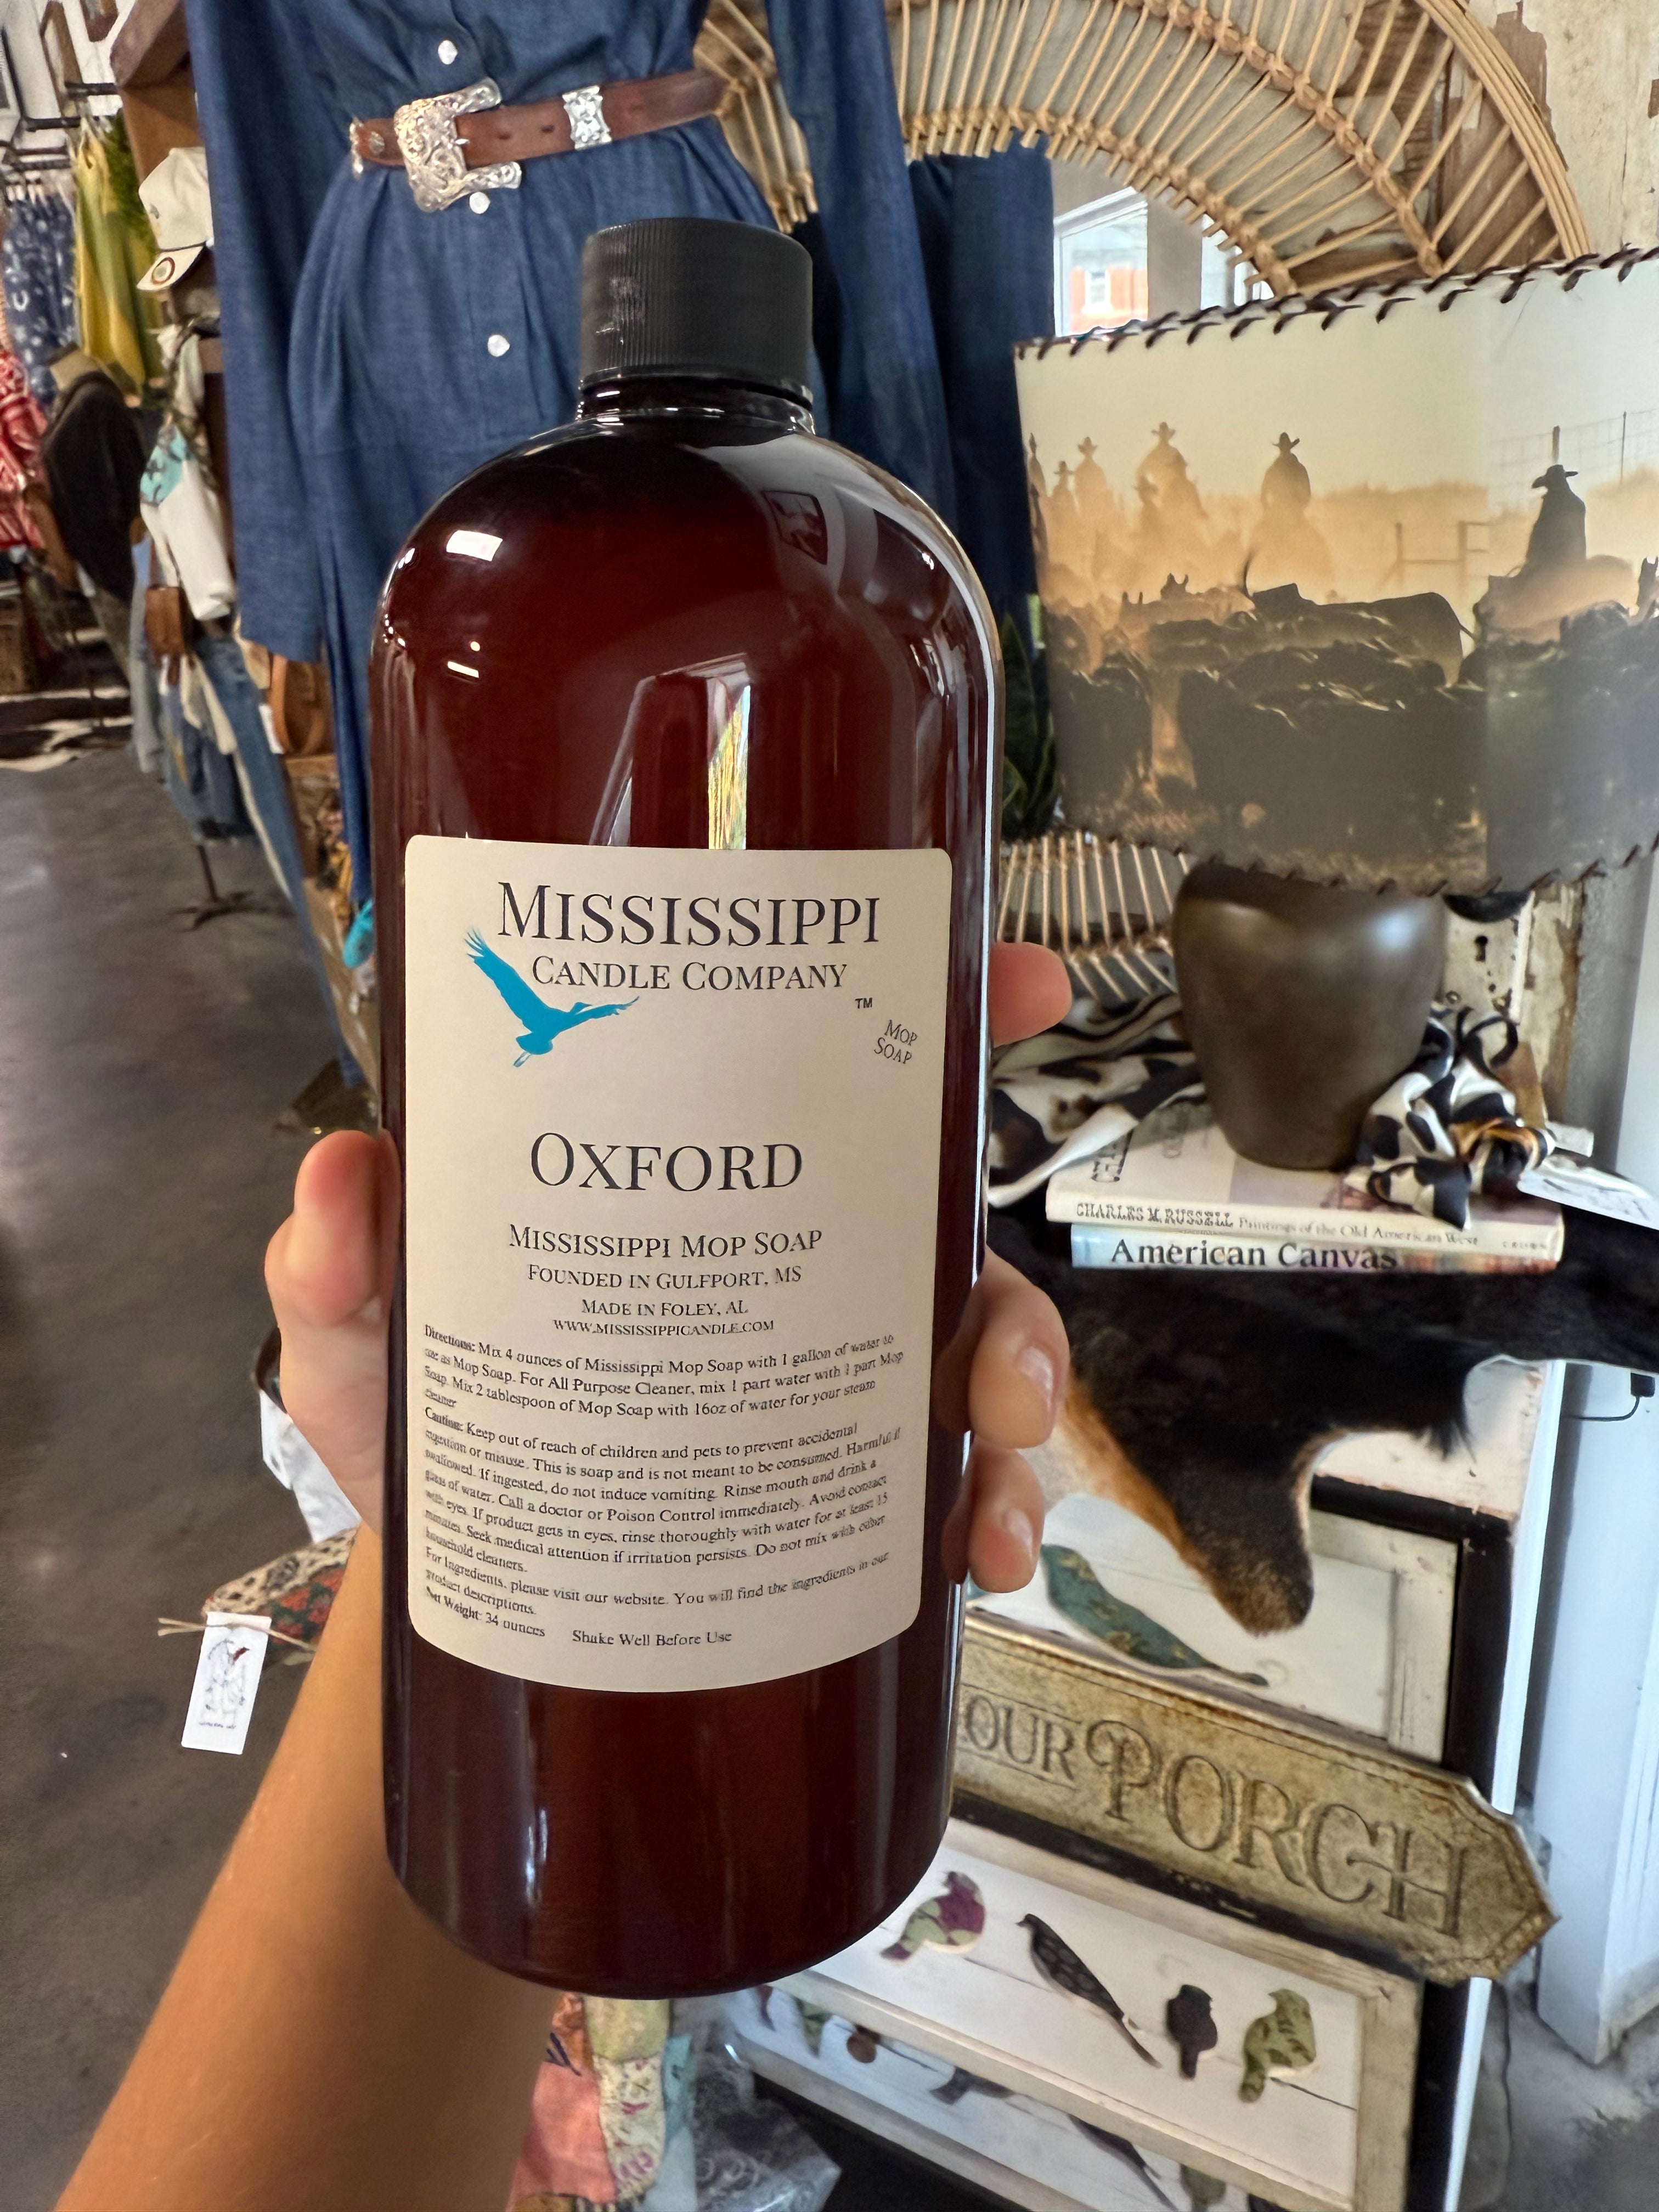 Mississippi
Candle Company
TM
Mop
Soap
Oxford
Mississippi Mop Soap
Founded in Gulfport, MS
Made in Foley, AL
www.mississippicandle.com
Directions: Mix 4 ounces of Mississippi Mop Soap with 1 gallon of water to
use as Mop Soap. For All Purpose Cleaner, mix 1 part water with 1 part Mop
Soap. Mix 2 tablespoon of Mop Soap with 16oz of water for your steam
cleaner
Caution: Keep out of reach of children and pets to prevent accidental
ingestion or misuse. This is soap and is not meant to be consumed. Harmful if
swallowed. If ingested, do not induce vomiting. Rinse mouth and drink a
glass of water. Call a doctor or Poison Control immediately. Avoid contact
with eyes. If product gets in eyes, rinse thoroughly with water for at least 15
minutes. Seek medical attention if irritation persists. Do not mix with other
household cleaners.
For Ingredients, please visit our website. You will find the ingredients in our
product descriptions.
Net Weight: 34 ounces Shake Well Before Use
CHARLES M. RUSSELL Paintings of the Old American West CROWN
American Canvas
OUR PORCH